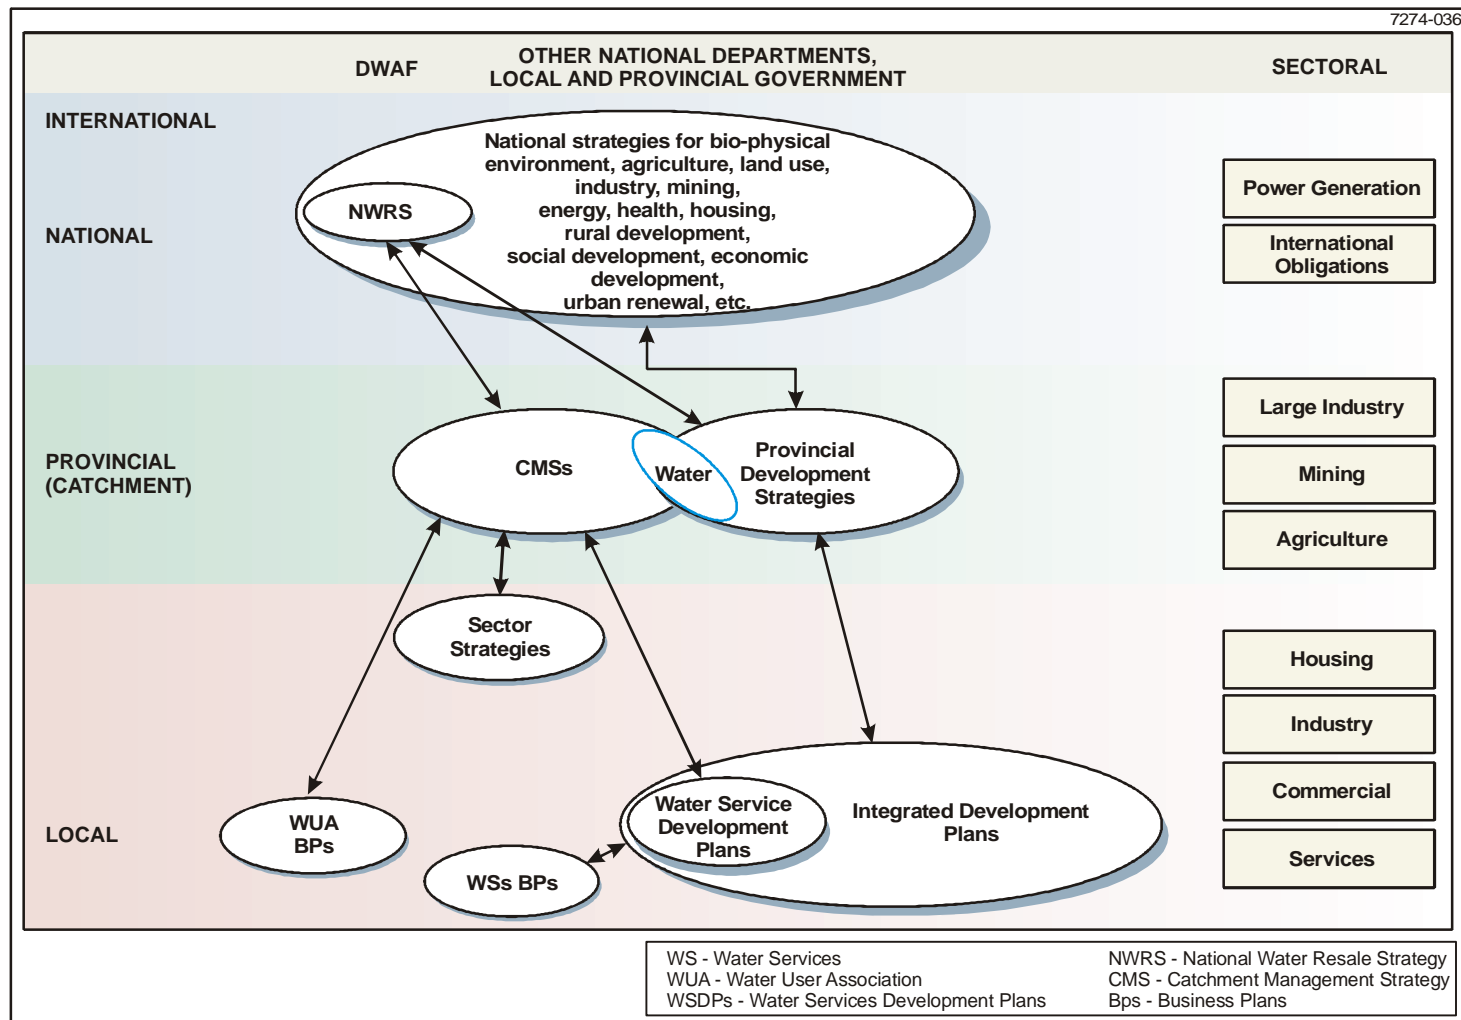 7274-036
DWAF
OTHER NATIONAL DEPARTMENTS,
LOCAL AND PROVINCIAL GOVERNMENT
SECTORAL
INTERNATIONAL
NATIONAL
National strategies for bio-physical
environment, agriculture, land use,
industry, mining,
energy, health, housing,
rural development,
social development, economic
development,
urban renewal, etc.
NWRS
Power Generation
International
Obligations
PROVINCIAL
(CATCHMENT)
CMSs
Water
Provincial
Development
Strategies
Large Industry
Mining
Agriculture
Sector
Strategies
LOCAL
WUA
BPs
WSs BPs
Water Service
Development
Plans
Integrated Development
Plans
Housing
Industry
Commercial
Services
WS - Water Services
WUA - Water User Association
WSDPs - Water Services Development Plans
NWRS - National Water Resale Strategy
CMS - Catchment Management Strategy
Bps - Business Plans